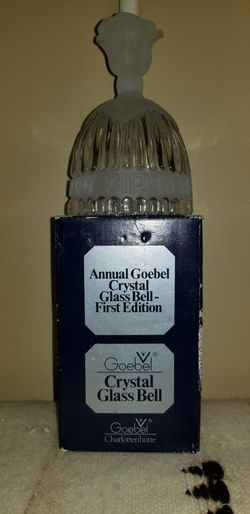 Annual Goebel
Crystal
Glass Bell-
First Edition
Goebel®
Crystal
Glass Bell
Goebel®
Charlottenhütte